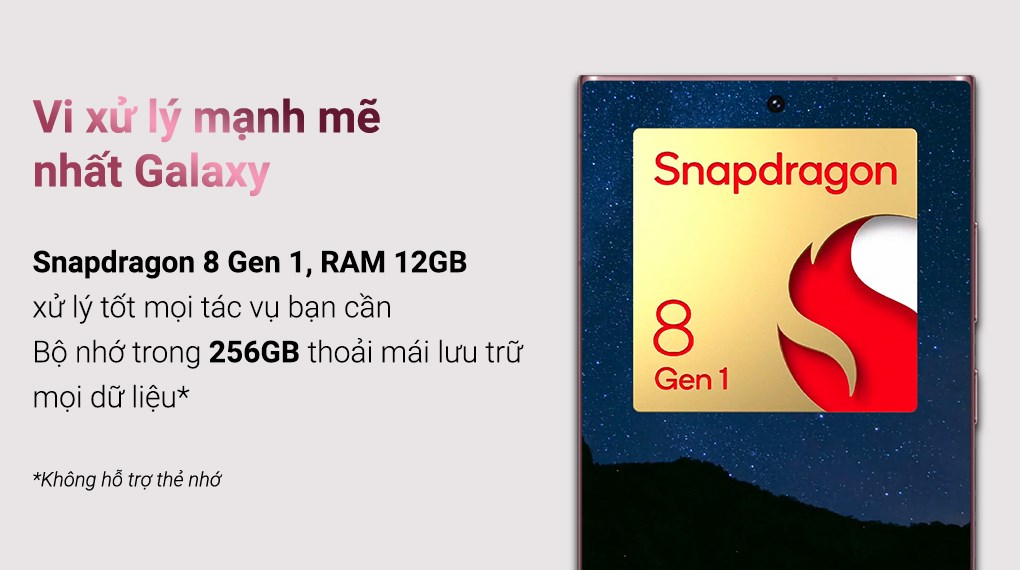 Vi xử lý mạnh mẽ
nhất Galaxy
Snapdragon 8 Gen 1, RAM 12GB
xử lý tốt mọi tác vụ bạn cần
Bộ nhớ trong 256GB thoải mái lưu trữ
mọi dữ liệu*
*Không hỗ trợ thẻ nhớ
Snapdragon
8
Gen 1